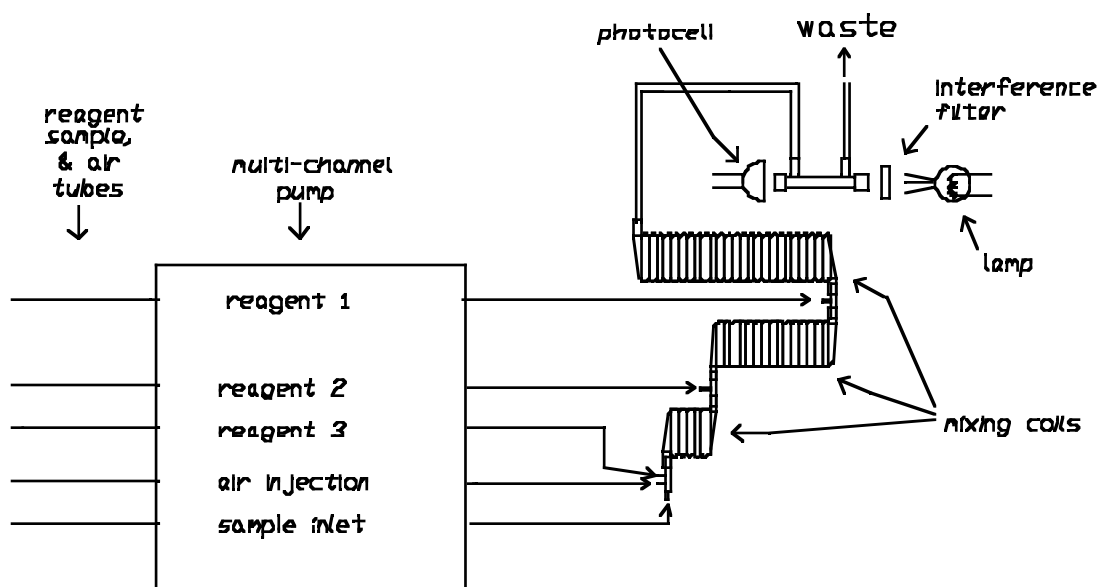 photocell
waste
interference
filter
reagent
sample,
& air
tubes
multi-channel
pump
lamp
reagent 1
reagent 2
reagent 3
mixing coils
air injection
sample inlet